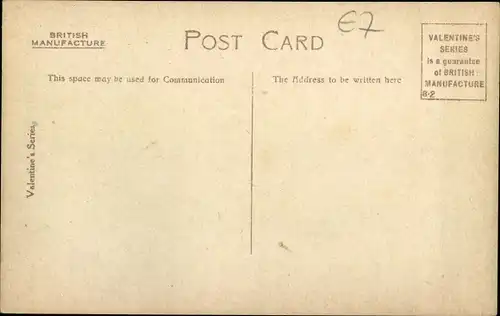 BRITISH
MANUFACTURE
POST CARD
E7
VALENTINE'S
SERIES
is a guarantee
of BRITISH
MANUFACTURE
B-2
This space may be used for Communication
The Address to be written here
Valentine's Series